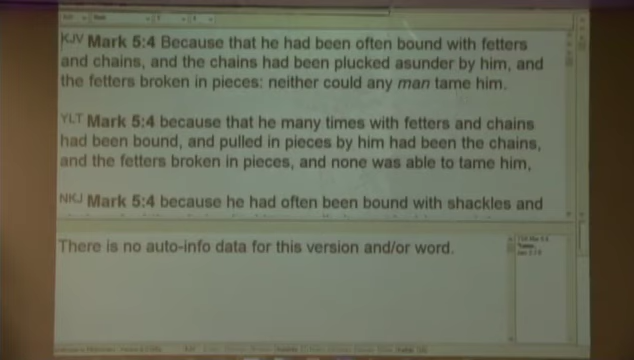 KJV Mark 5:4 Because that he had been often bound with fetters
and chains, and the chains had been plucked asunder by him, and
the fetters broken in pieces: neither could any man tame him.
YLT Mark 5:4 because that he many times with fetters and chains
had been bound, and pulled in pieces by him had been the chains,
and the fetters broken in pieces, and none was able to tame him,
NKJ Mark 5:4 because he had often been bound with shackles and
There is no auto-info data for this version and/or word.